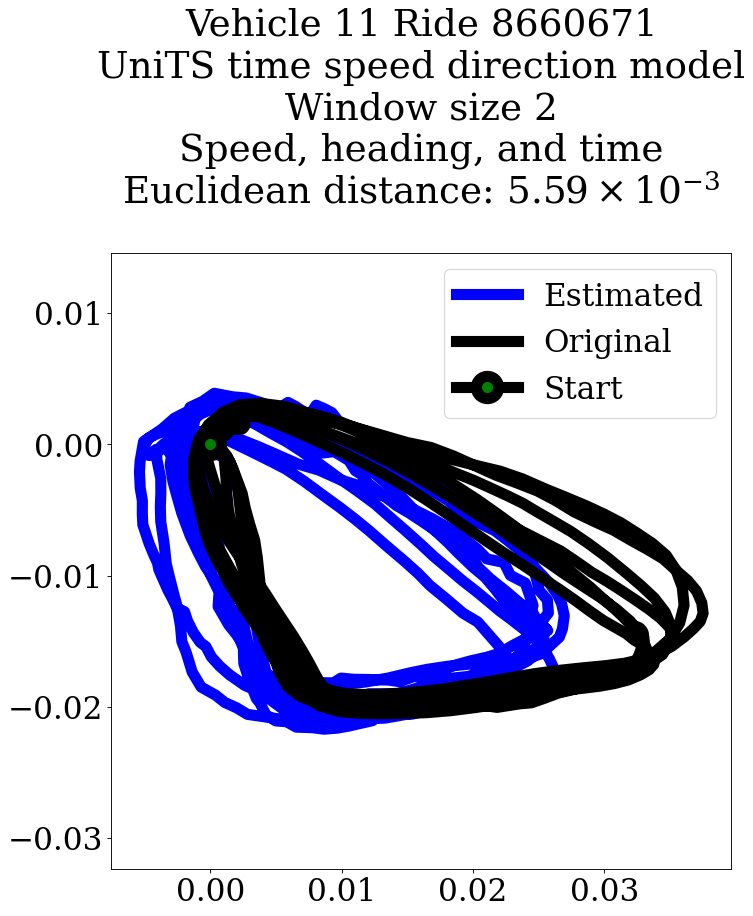 Vehicle 11 Ride 8660671
UniTS time speed direction model
Window size 2
Speed, heading, and time
Euclidean distance: 5.59 × 10⁻³
Estimated
Original
Start
0.01
0.00
−0.01
−0.02
−0.03
0.00 0.01 0.02 0.03